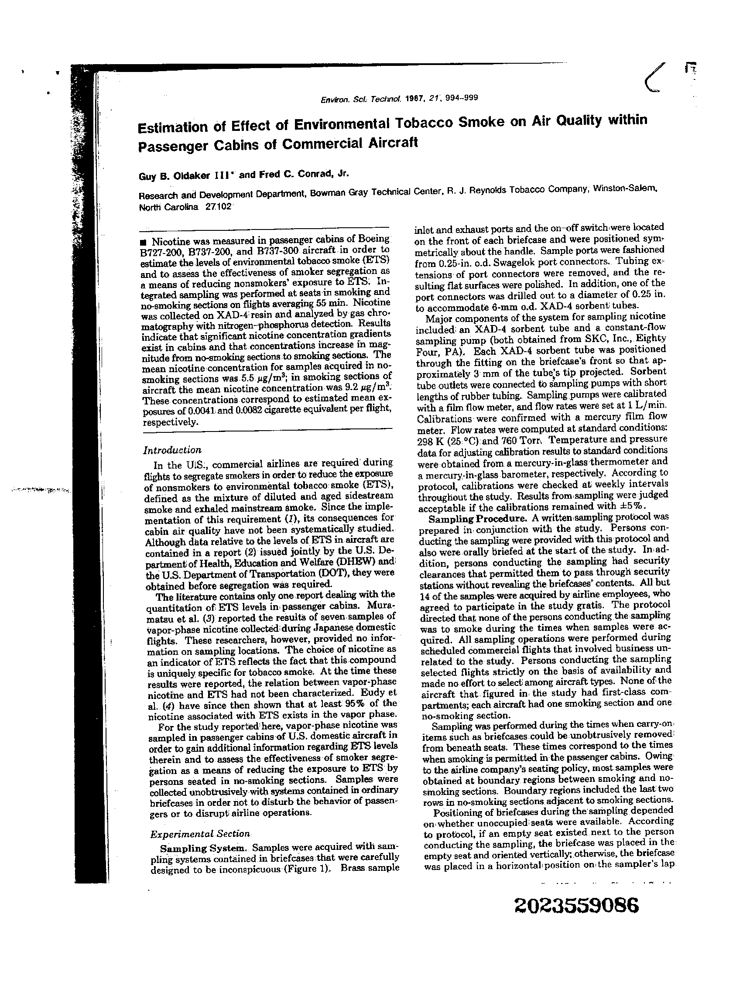 Environ. Sci. Technol. 1987, 21, 994-999
Estimation of Effect of Environmental Tobacco Smoke on Air Quality within
Passenger Cabins of Commercial Aircraft
Guy B. Oldaker III* and Fred C. Conrad, Jr.
Research and Development Department, Bowman Gray Technical Center, R. J. Reynolds Tobacco Company, Winston-Salem,
North Carolina 27102
■ Nicotine was measured in passenger cabins of Boeing
B727-200, B737-200, and B737-300 aircraft in order to
estimate the levels of environmental tobacco smoke (ETS)
and to assess the effectiveness of smoker segregation as
a means of reducing nonsmokers' exposure to ETS. In-
tegrated sampling was performed at seats in smoking and
no-smoking sections on flights averaging 55 min. Nicotine
was collected on XAD-4 resin and analyzed by gas chro-
matography with nitrogen-phosphorus detection. Results
indicate that significant nicotine concentration gradients
exist in cabins and that concentrations increase in mag-
nitude from no-smoking sections to smoking sections. The
mean nicotine concentration for samples acquired in no-
smoking sections was 5.5 μg/m³; in smoking sections of
aircraft the mean nicotine concentration was 9.2 μg/m³.
These concentrations correspond to estimated mean ex-
posures of 0.0041 and 0.0082 cigarette equivalent per flight,
respectively.
Introduction
In the U.S., commercial airlines are required during
flights to segregate smokers in order to reduce the exposure
of nonsmokers to environmental tobacco smoke (ETS),
defined as the mixture of diluted and aged sidestream
smoke and exhaled mainstream smoke. Since the imple-
mentation of this requirement (1), its consequences for
cabin air quality have not been systematically studied.
Although data relative to the levels of ETS in aircraft are
contained in a report (2) issued jointly by the U.S. De-
partment of Health, Education and Welfare (DHEW) and
the U.S. Department of Transportation (DOT), they were
obtained before segregation was required.
The literature contains only one report dealing with the
quantitation of ETS levels in passenger cabins. Mura-
matsu et al. (3) reported the results of seven samples of
vapor-phase nicotine collected during Japanese domestic
flights. These researchers, however, provided no infor-
mation on sampling locations. The choice of nicotine as
an indicator of ETS reflects the fact that this compound
is uniquely specific for tobacco smoke. At the time these
results were reported, the relation between vapor-phase
nicotine and ETS had not been characterized. Eudy et
al. (4) have since then shown that at least 95% of the
nicotine associated with ETS exists in the vapor phase.
For the study reported here, vapor-phase nicotine was
sampled in passenger cabins of U.S. domestic aircraft in
order to gain additional information regarding ETS levels
therein and to assess the effectiveness of smoker segre-
gation as a means of reducing the exposure to ETS by
persons seated in no-smoking sections. Samples were
collected unobtrusively with systems contained in ordinary
briefcases in order not to disturb the behavior of passen-
gers or to disrupt airline operations.
Experimental Section
Sampling System. Samples were acquired with sam-
pling systems contained in briefcases that were carefully
designed to be inconspicuous (Figure 1). Brass sample
inlet and exhaust ports and the on-off switch were located
on the front of each briefcase and were positioned sym-
metrically about the handle. Sample ports were fashioned
from 0.25-in. o.d. Swagelok port connectors. Tubing ex-
tensions of port connectors were removed, and the re-
sulting flat surfaces were polished. In addition, one of the
port connectors was drilled out to a diameter of 0.25 in.
to accommodate 6-mm o.d. XAD-4 sorbent tubes.
Major components of the system for sampling nicotine
included an XAD-4 sorbent tube and a constant-flow
sampling pump (both obtained from SKC, Inc., Eighty
Four, PA). Each XAD-4 sorbent tube was positioned
through the fitting on the briefcase's front so that ap-
proximately 3 mm of the tube's tip projected. Sorbent
tube outlets were connected to sampling pumps with short
lengths of rubber tubing. Sampling pumps were calibrated
with a film flow meter, and flow rates were set at 1 L/min.
Calibrations were confirmed with a mercury film flow
meter. Flow rates were computed at standard conditions:
298 K (25 °C) and 760 Torr. Temperature and pressure
data for adjusting calibration results to standard conditions
were obtained from a mercury-in-glass thermometer and
a mercury-in-glass barometer, respectively. According to
protocol, calibrations were checked at weekly intervals
throughout the study. Results from sampling were judged
acceptable if the calibrations remained with ±5%.
Sampling Procedure. A written sampling protocol was
prepared in conjunction with the study. Persons con-
ducting the sampling were provided with this protocol and
also were orally briefed at the start of the study. In ad-
dition, persons conducting the sampling had security
clearances that permitted them to pass through security
stations without revealing the briefcases' contents. All but
14 of the samples were acquired by airline employees, who
agreed to participate in the study gratis. The protocol
directed that none of the persons conducting the sampling
was to smoke during the times when samples were ac-
quired. All sampling operations were performed during
scheduled commercial flights that involved business un-
related to the study. Persons conducting the sampling
selected flights strictly on the basis of availability and
made no effort to select among aircraft types. None of the
aircraft that figured in the study had first-class com-
partments; each aircraft had one smoking section and one
no-smoking section.
Sampling was performed during the times when carry-on
items such as briefcases could be unobtrusively removed
from beneath seats. These times correspond to the times
when smoking is permitted in the passenger cabins. Owing
to the airline company's seating policy, most samples were
obtained at boundary regions between smoking and no-
smoking sections. Boundary regions included the last two
rows in no-smoking sections adjacent to smoking sections.
Positioning of briefcases during the sampling depended
on whether unoccupied seats were available. According
to protocol, if an empty seat existed next to the person
conducting the sampling, the briefcase was placed in the
empty seat and oriented vertically; otherwise, the briefcase
was placed in a horizontal position on the sampler's lap
2023559086